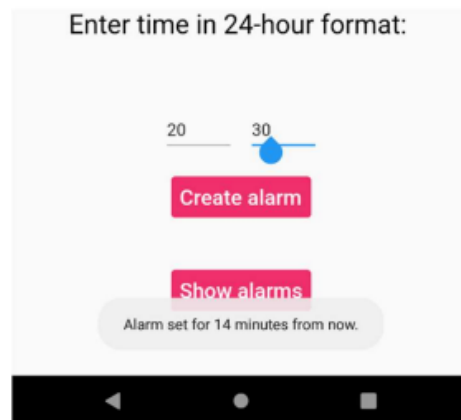 Enter time in 24-hour format:
20 30
Create alarm
Show alarms
Alarm set for 14 minutes from now.